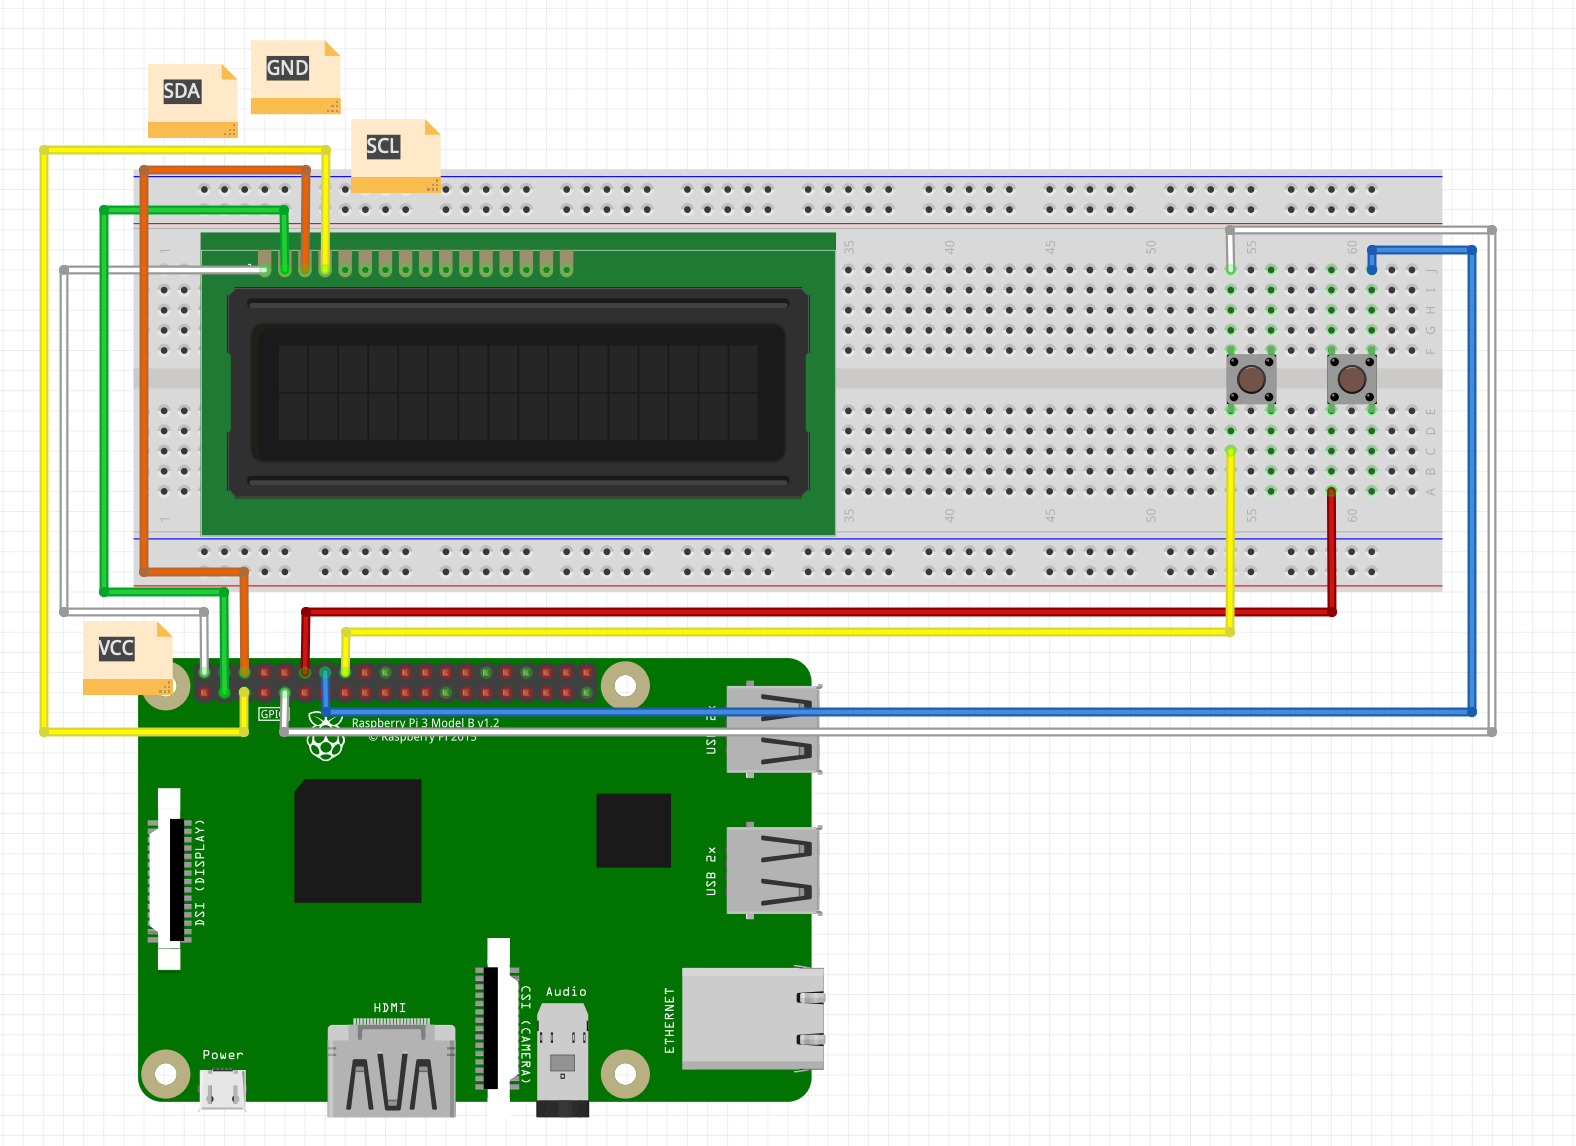 GND
SDA
SCL
1
35
40
45
50
55
60
J
I
H
G
F
E
D
C
B
A
1
35
40
45
50
55
60
VCC
GPIO
Raspberry Pi 3 Model B v1.2
© Raspberry Pi 2015
USB 2x
USB 2x
DSI (DISPLAY)
CSI (CAMERA)
Audio
ETHERNET
HDMI
Power